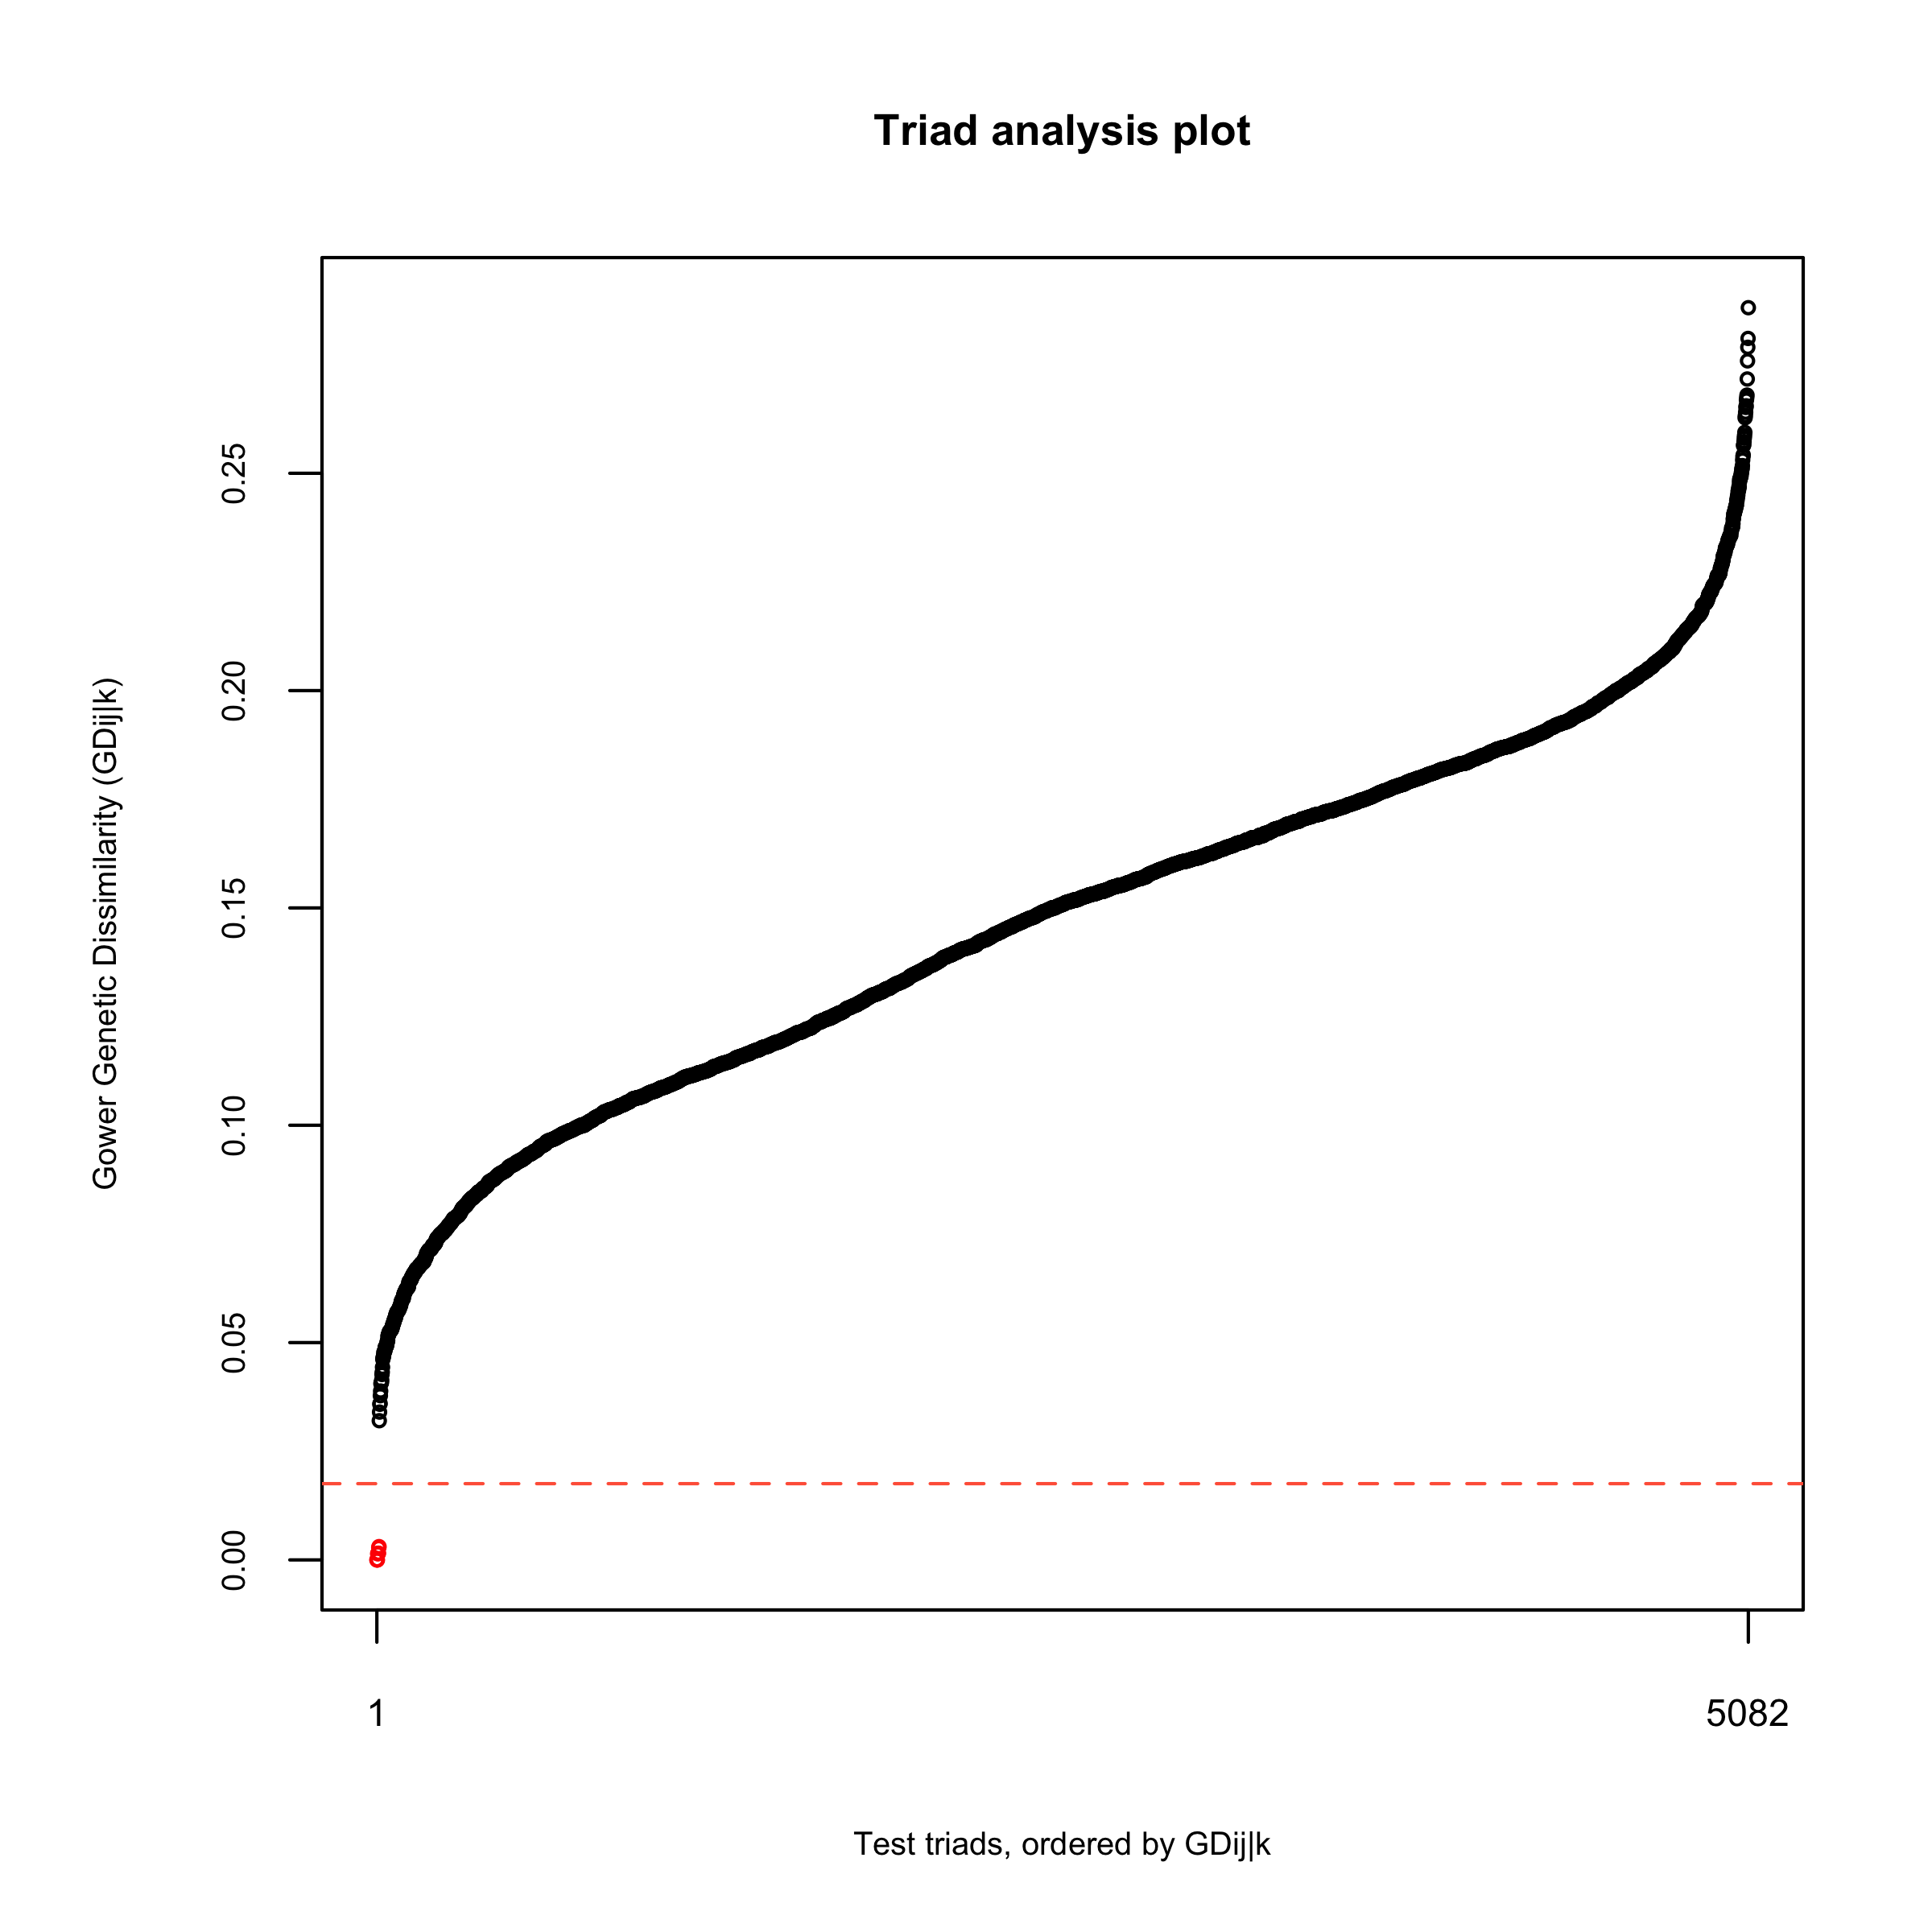 Triad analysis plot
Gower Genetic Dissimilarity (GDij|k)
0.25
0.20
0.15
0.10
0.05
0.00
1
5082
Test triads, ordered by GDij|k